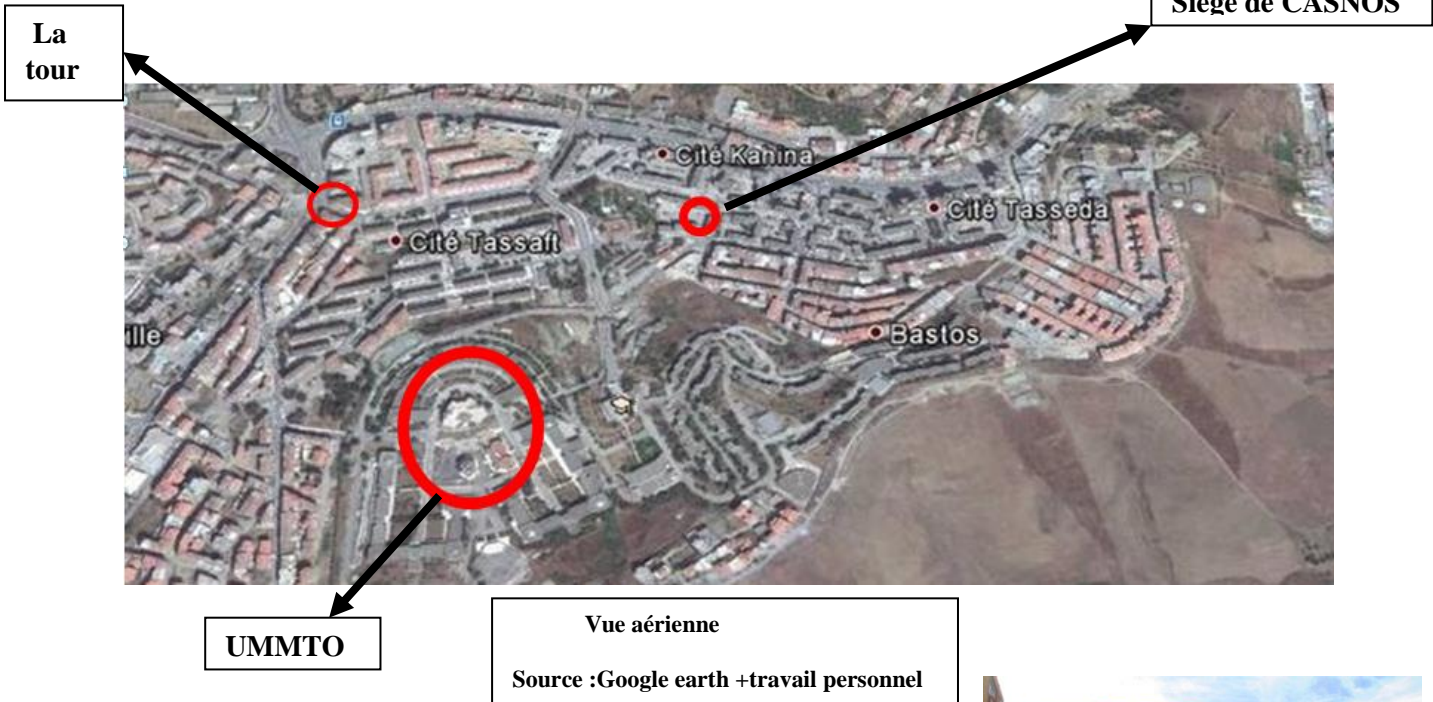 Siège de CASNOS
La
tour
Cité Kahina
Cité Tasseda
Cité Tassaft
ille
Bastos
UMMTO
Vue aérienne
Source :Google earth +travail personnel